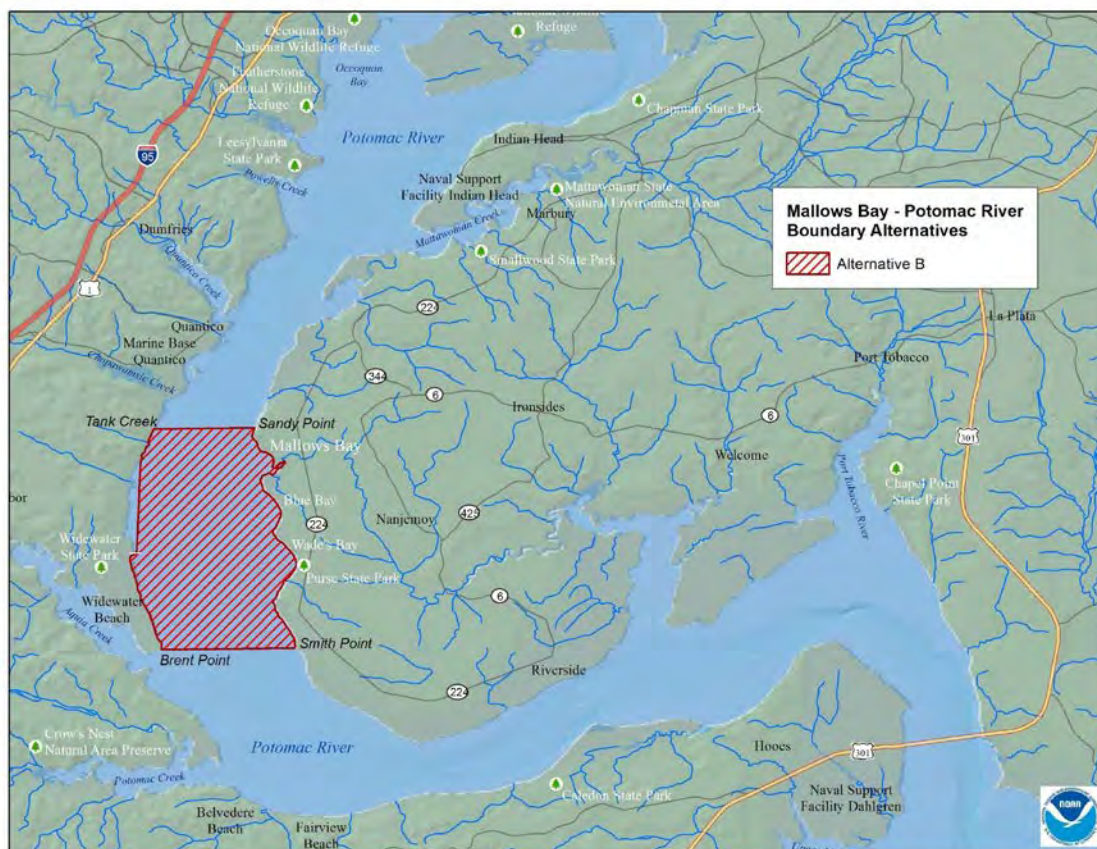 Occoquan Bay
National Wildlife Refuge
Refuge
Occoquan
Bay
Featherstone
National Wildlife
Refuge
Chapman State Park
Potomac River
Indian Head
95
Leesylvania
State Park
Powells Creek
Naval Support
Facility Indian Head
Mattawoman State
Natural Environmetal Area
Marbury
Mattawoman Creek
Mallows Bay - Potomac River
Boundary Alternatives
Alternative B
Dumfries
Quantico Creek
Smallwood State Park
1
224
La Plata
Quantico
Marine Base
Quantico
Chopawamsic Creek
Port Tobacco
344
6
Ironsides
6
301
Tank Creek
Sandy Point
Mallows Bay
Welcome
Port Tobacco River
Chapel Point
State Park
bor
Blue Bay
224
Nanjemoy
425
Widewater
State Park
Wade's Bay
Purse State Park
Widewater
Beach
6
Aquia Creek
Smith Point
Brent Point
Riverside
224
Crow's Nest
Natural Area Preserve
Potomac River
Hooes
301
Potomac Creek
Caledon State Park
Naval Support
Facility Dahlgren
Belvedere
Beach
Fairview
Beach
NOAA